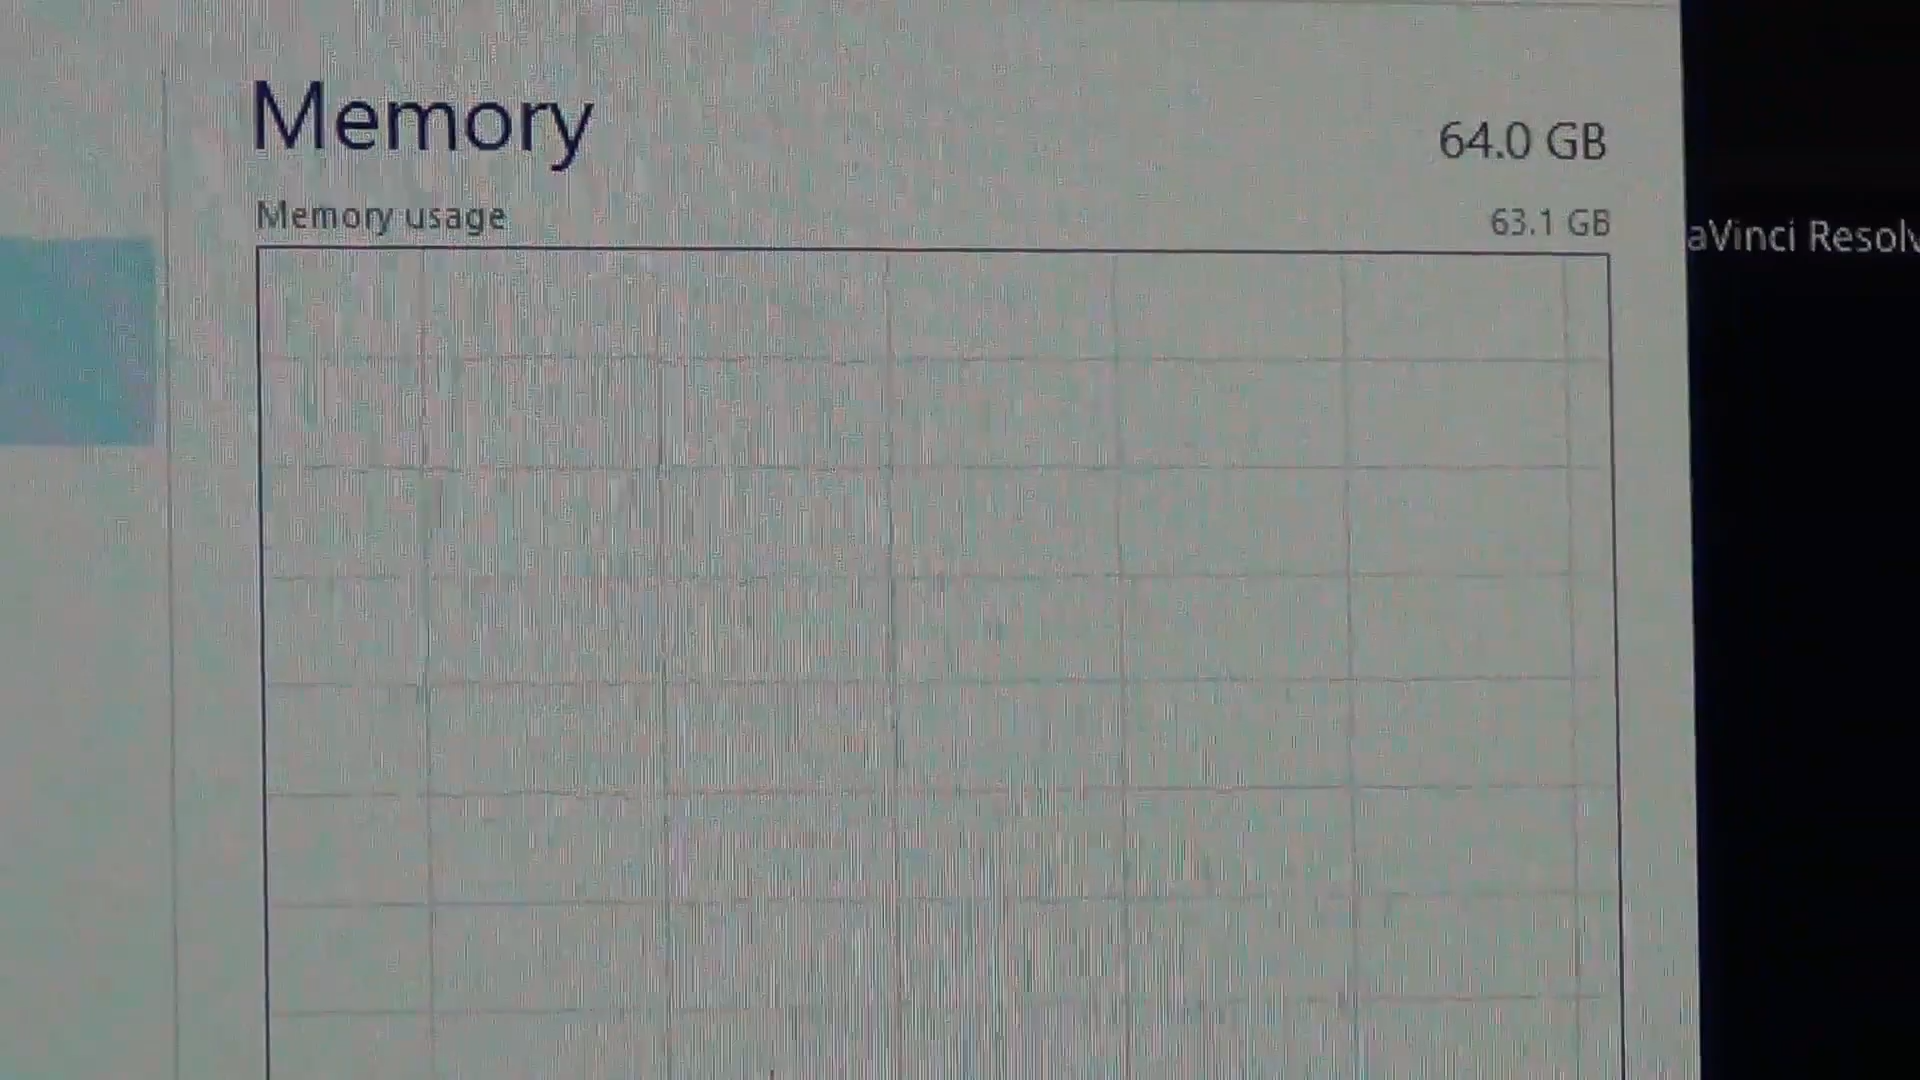 Memory
64.0 GB
Memory usage
63.1 GB
aVinci Resolv